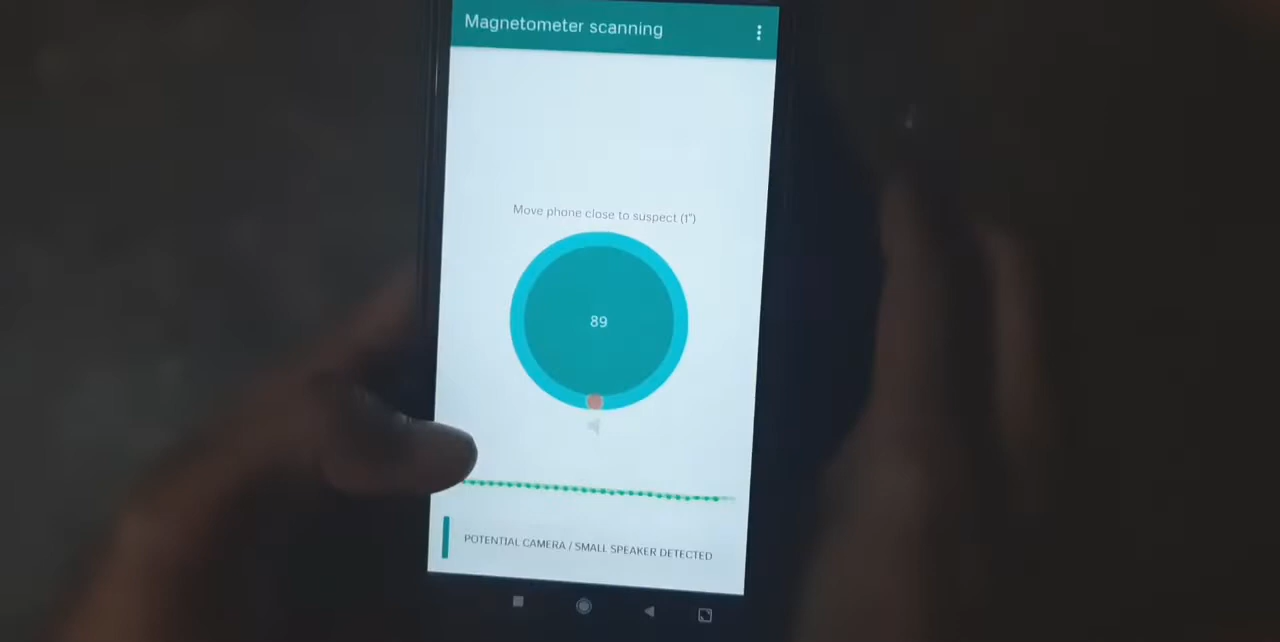 Magnetometer scanning
Move phone close to suspect (1")
89
POTENTIAL CAMERA / SMALL SPEAKER DETECTED